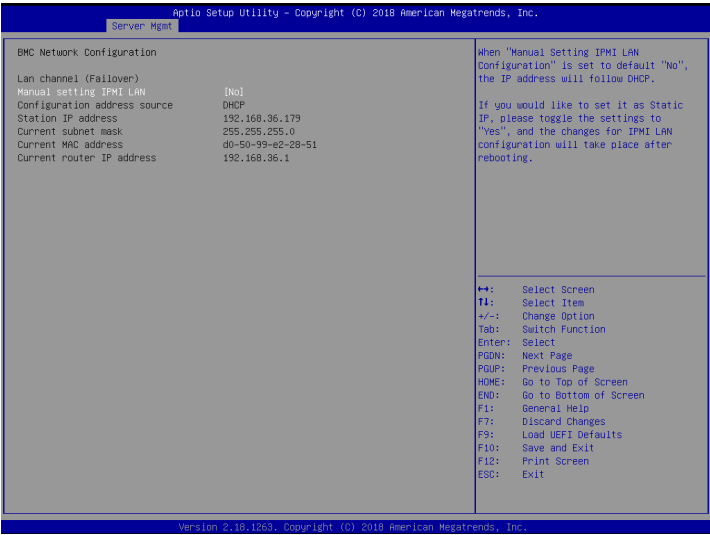 Aptio Setup Utility – Copyright (C) 2018 American Megatrends, Inc.
Server Mgmt
BMC Network Configuration
Lan channel (Failover)
Manual setting IPMI LAN [No]
Configuration address source DHCP
Station IP address 192.168.36.179
Current subnet mask 255.255.255.0
Current MAC address d0-50-99-e2-28-51
Current router IP address 192.168.36.1
When "Manual Setting IPMI LAN
Configuration" is set to default "No",
the IP address will follow DHCP.
If you would like to set it as Static
IP, please toggle the settings to
"Yes", and the changes for IPMI LAN
configuration will take place after
rebooting.
↔: Select Screen
↑↓: Select Item
+/-: Change Option
Tab: Switch Function
Enter: Select
PGDN: Next Page
PGUP: Previous Page
HOME: Go to Top of Screen
END: Go to Bottom of Screen
F1: General Help
F7: Discard Changes
F9: Load UEFI Defaults
F10: Save and Exit
F12: Print Screen
ESC: Exit
Version 2.18.1263. Copyright (C) 2018 American Megatrends, Inc.